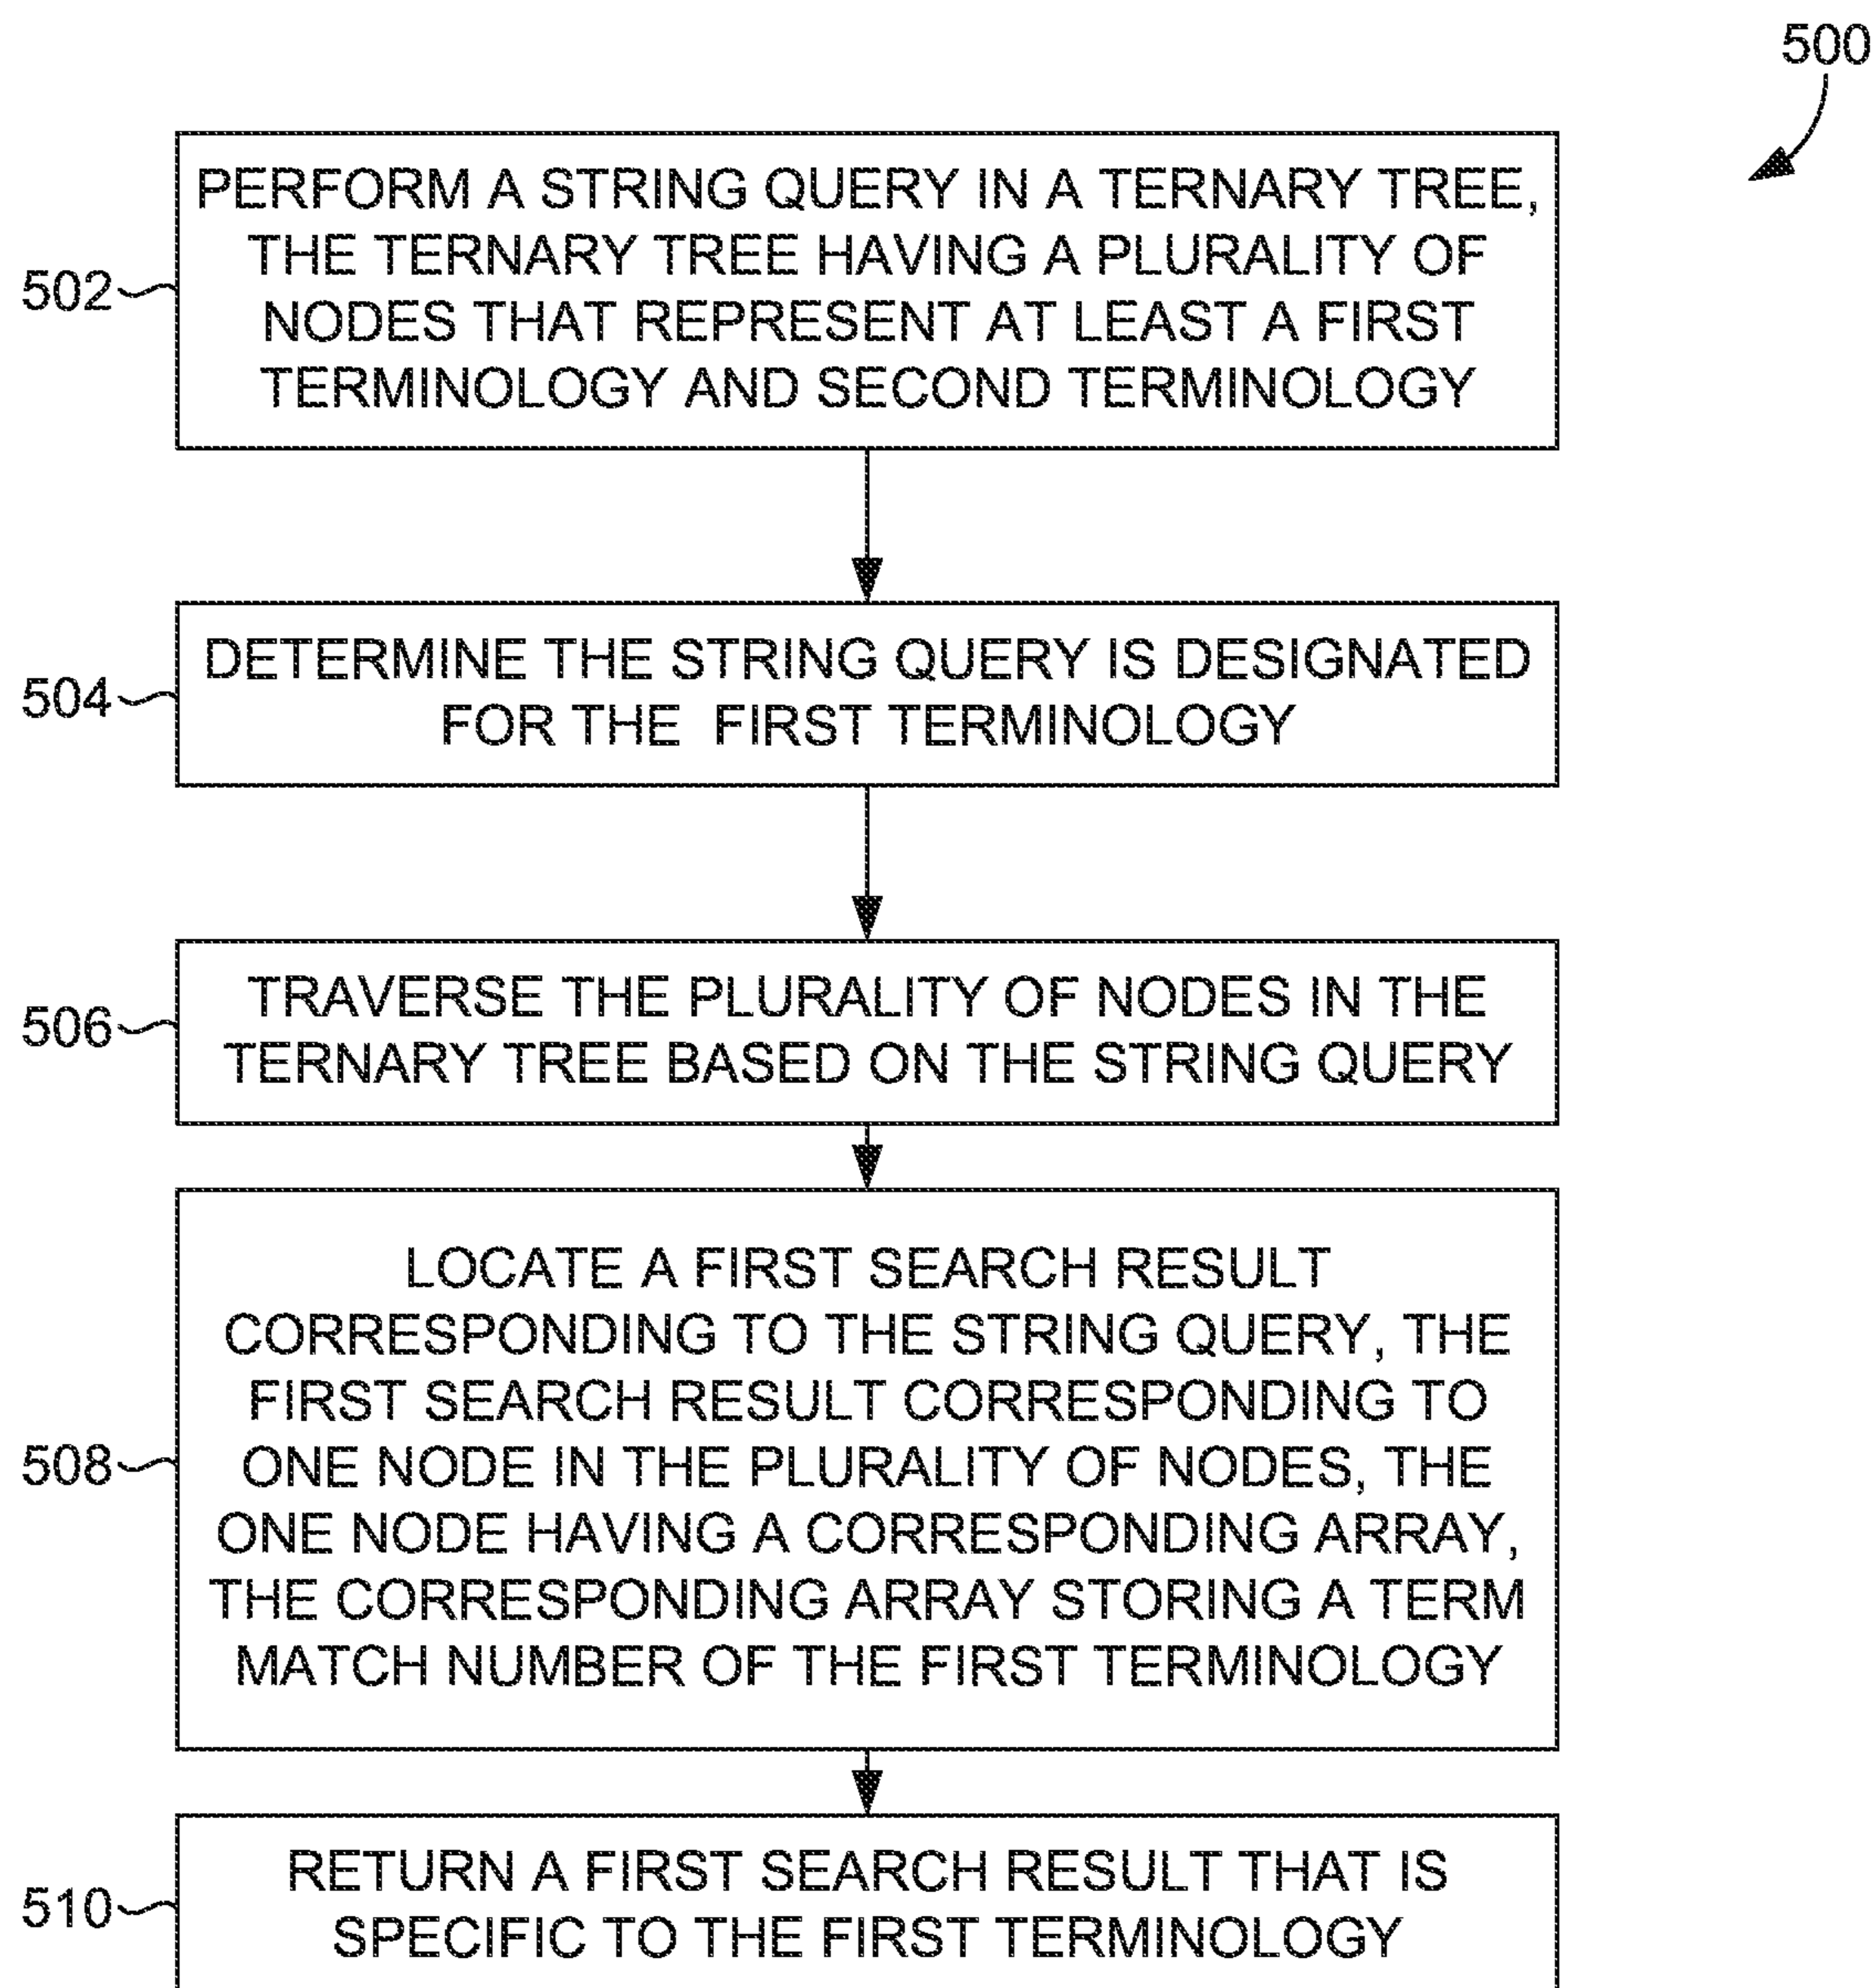 500
PERFORM A STRING QUERY IN A TERNARY TREE,
THE TERNARY TREE HAVING A PLURALITY OF
NODES THAT REPRESENT AT LEAST A FIRST
TERMINOLOGY AND SECOND TERMINOLOGY
502
DETERMINE THE STRING QUERY IS DESIGNATED
FOR THE FIRST TERMINOLOGY
504
TRAVERSE THE PLURALITY OF NODES IN THE
TERNARY TREE BASED ON THE STRING QUERY
506
LOCATE A FIRST SEARCH RESULT
CORRESPONDING TO THE STRING QUERY, THE
FIRST SEARCH RESULT CORRESPONDING TO
ONE NODE IN THE PLURALITY OF NODES, THE
ONE NODE HAVING A CORRESPONDING ARRAY,
THE CORRESPONDING ARRAY STORING A TERM
MATCH NUMBER OF THE FIRST TERMINOLOGY
508
RETURN A FIRST SEARCH RESULT THAT IS
SPECIFIC TO THE FIRST TERMINOLOGY
510